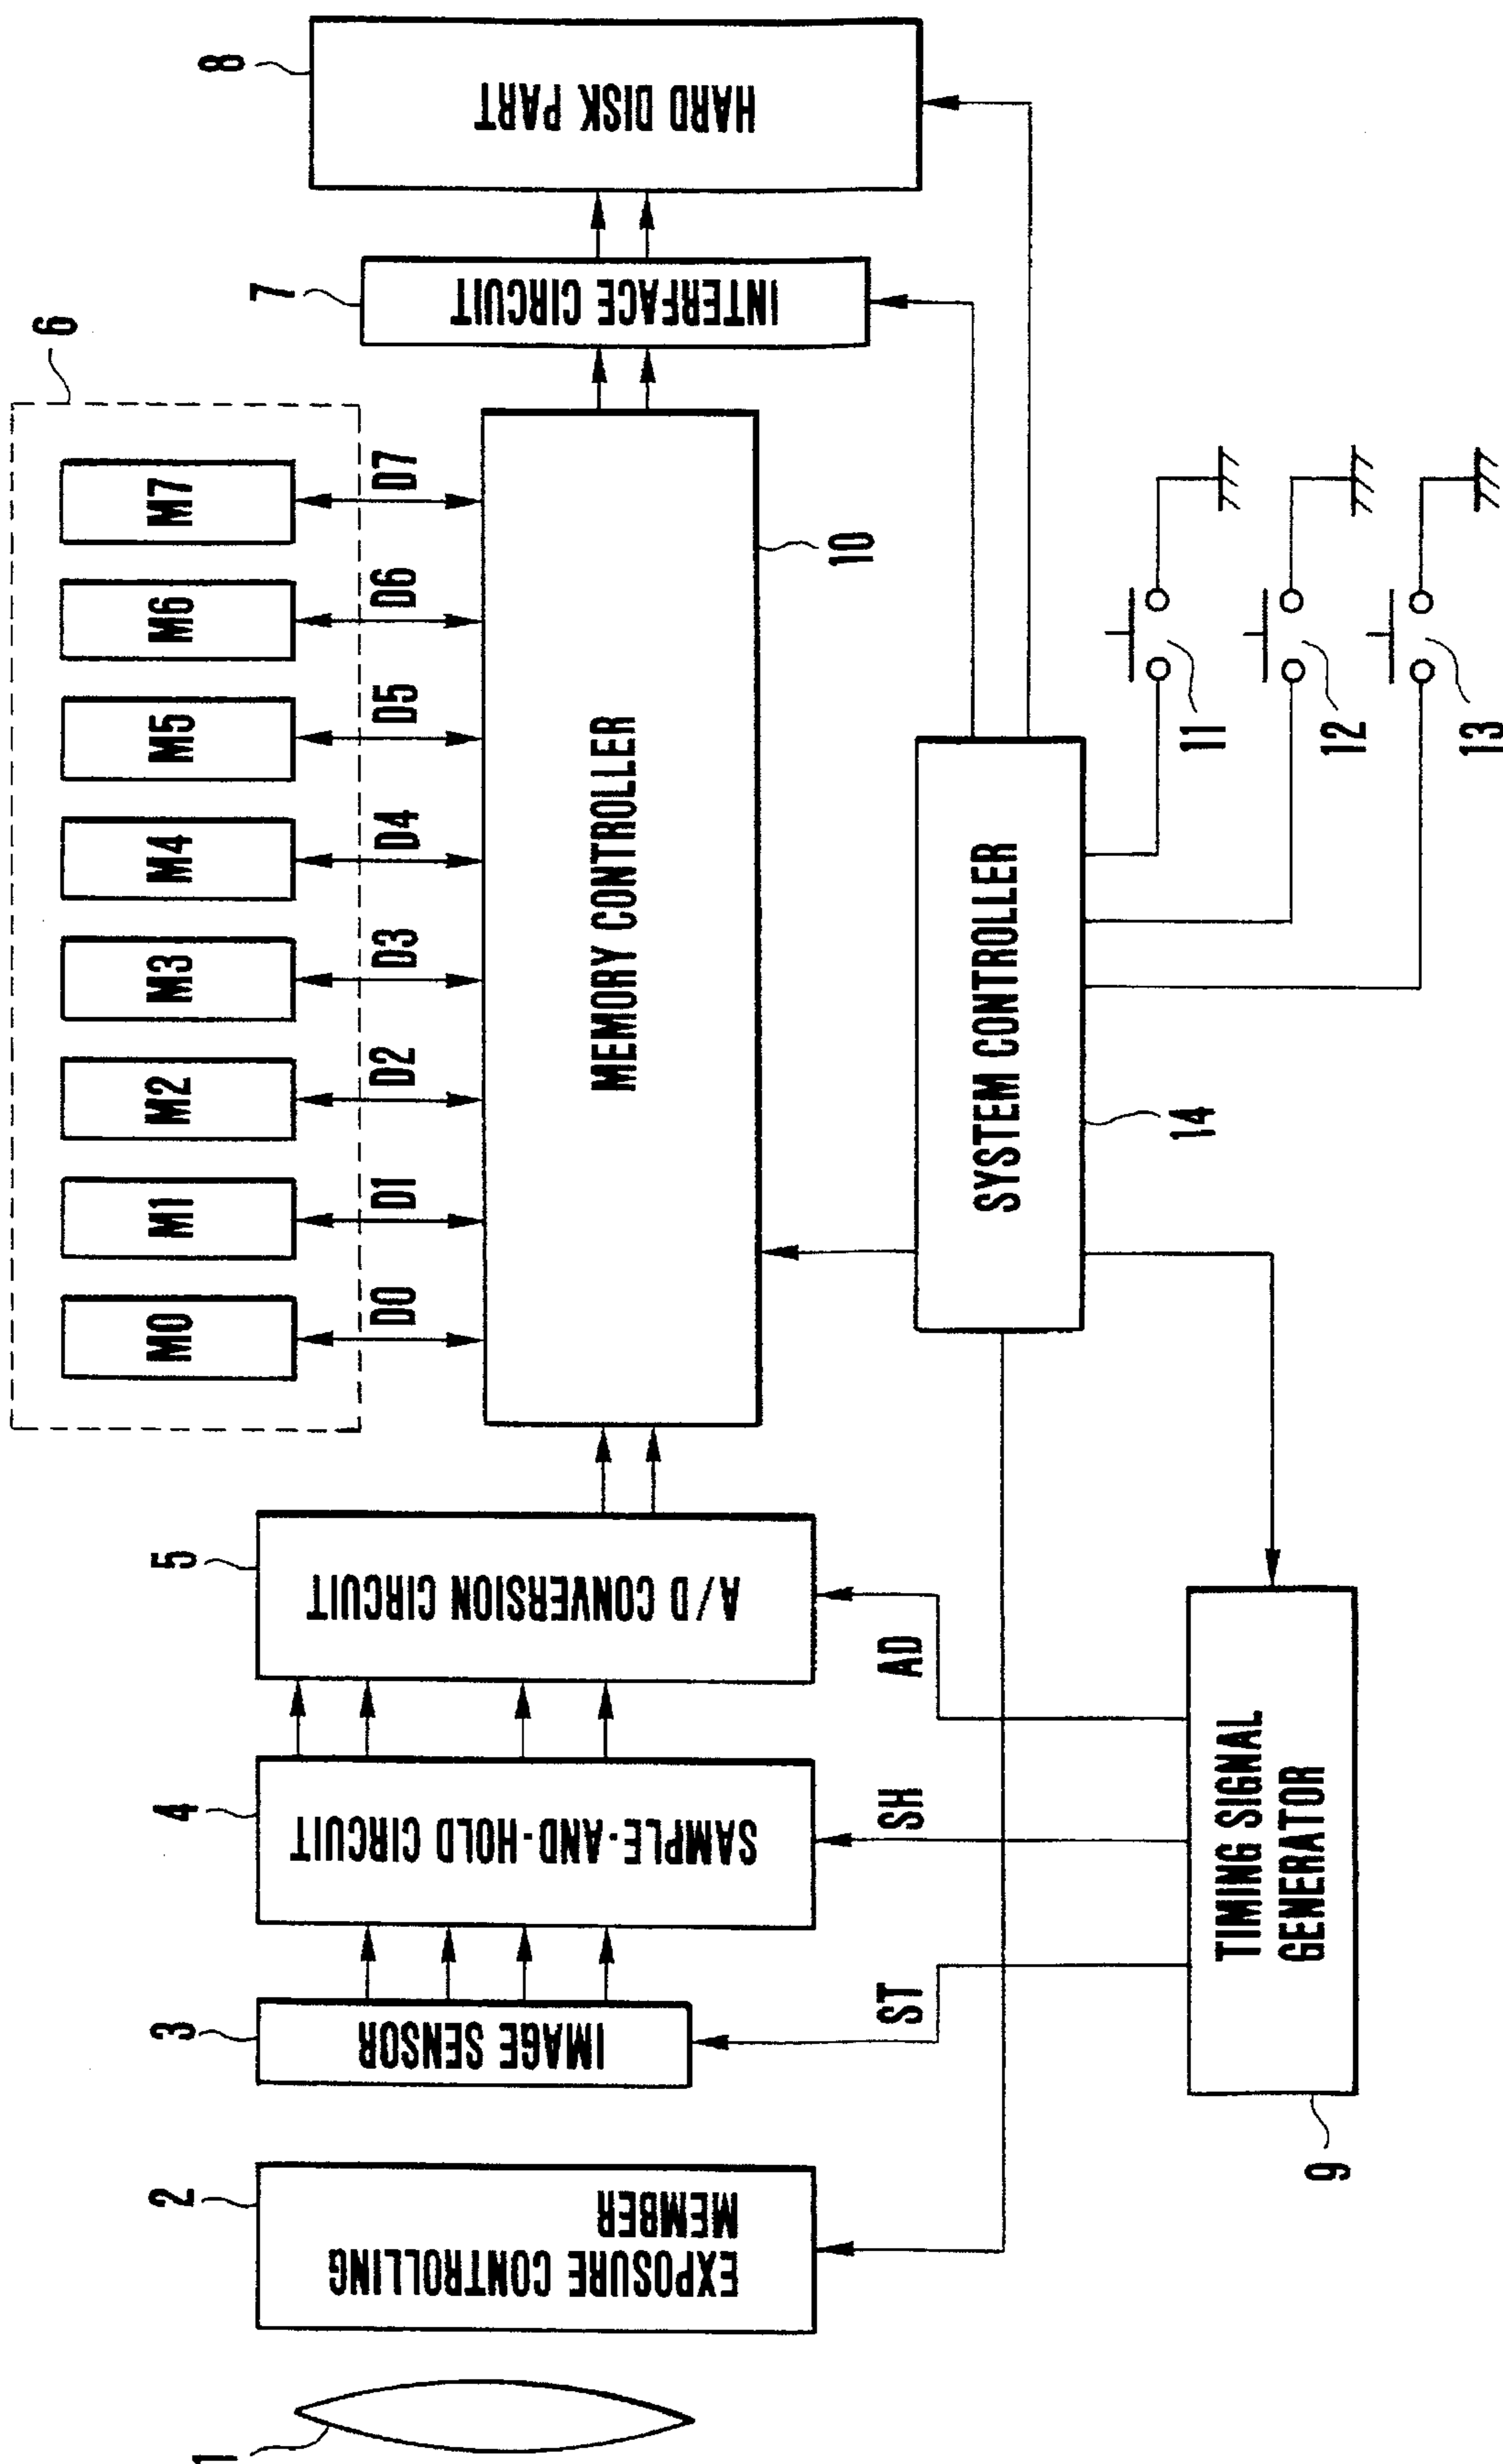 1
2
EXPOSURE CONTROLLING
MEMBER
3
IMAGE SENSOR
4
SAMPLE-AND-HOLD CIRCUIT
5
A/D CONVERSION CIRCUIT
6
M0
M1
M2
M3
M4
M5
M6
M7
D0
D1
D2
D3
D4
D5
D6
D7
MEMORY CONTROLLER
10
7
INTERFACE CIRCUIT
8
HARD DISK PART
ST
SH
AD
SYSTEM CONTROLLER
14
11
12
13
TIMING SIGNAL
GENERATOR
9